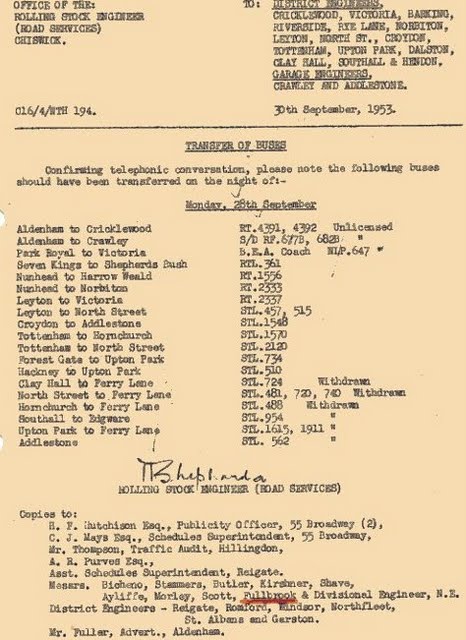 OFFICE OF THE:
ROLLING STOCK ENGINEER
(ROAD SERVICES)
CHISWICK.
TO: DISTRICT ENGINEERS,
CRICKLEWOOD, VICTORIA, BARKING,
RIVERSIDE, RYE LANE, NORBITON,
LEYTON, NORTH ST., CROYDON,
TOTTENHAM, UPTON PARK, DALSTON,
CLAY HALL, SOUTHALL & HENDON.
GARAGE ENGINEERS,
CRAWLEY AND ADDLESTONE.
C16/4/WTH 194.
30th September, 1953.
TRANSFER OF BUSES
Confirming telephonic conversation, please note the following buses
should have been transferred on the night of:-
Monday, 28th September
Aldenham to Cricklewood RT.4391, 4392 Unlicensed
Aldenham to Crawley S/D RF.677B, 682B "
Park Royal to Victoria B.E.A. Coach NLP.647 "
Seven Kings to Shepherds Bush RTL.361
Nunhead to Harrow Weald RT.1556
Nunhead to Norbiton RT.2333
Leyton to Victoria RT.2337
Leyton to North Street STL.457, 515
Croydon to Addlestone STL.1548
Tottenham to Hornchurch STL.1570
Tottenham to North Street STL.2120
Forest Gate to Upton Park STL.734
Hackney to Upton Park STL.510
Clay Hall to Ferry Lane STL.724 Withdrawn
North Street to Ferry Lane STL.481, 720, 740 Withdrawn
Hornchurch to Ferry Lane STL.488 Withdrawn
Southall to Edgware STL.954 "
Upton Park to Ferry Lane STL.1615, 1911 "
Addlestone STL. 562 "
ROLLING STOCK ENGINEER (ROAD SERVICES)
Copies to:
H. F. Hutchison Esq., Publicity Officer, 55 Broadway (2),
C. J. Mays Esq., Schedules Superintendent, 55 Broadway,
Mr. Thompson, Traffic Audit, Hillingdon,
A. R. Purves Esq.,
Asst. Schedules Superintendent, Reigate.
Messrs. Bicheno, Stammers, Butler, Kirshner, Shave,
Ayliffe, Morley, Scott, Fullbrook & Divisional Engineer, N.E.
District Engineers - Reigate, Romford, Windsor, Northfleet,
St. Albans and Garston.
Mr. Fuller, Advert., Aldenham.